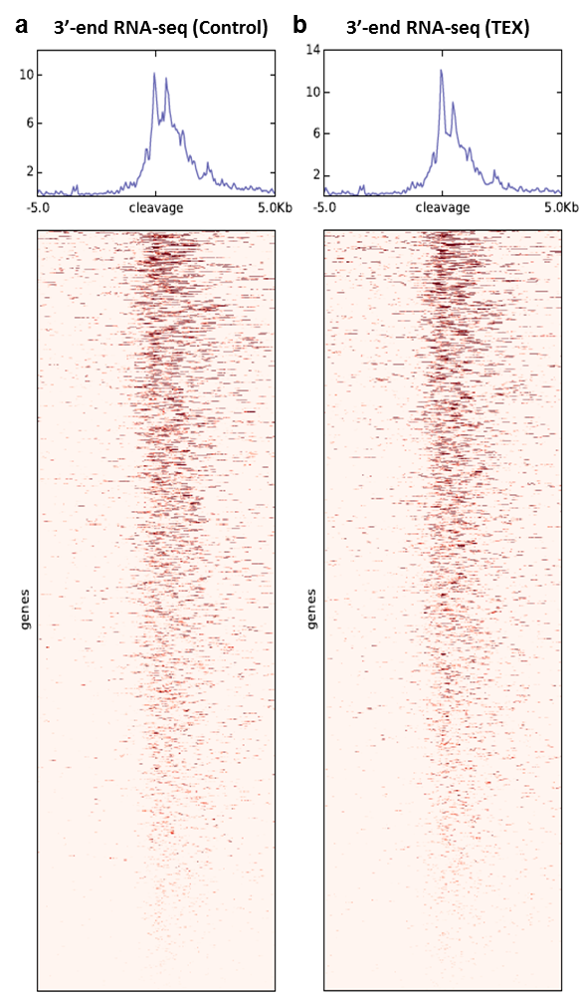 a 3’-end RNA-seq (Control)
10
6
2
-5.0 cleavage 5.0Kb
genes
b 3’-end RNA-seq (TEX)
14
10
6
2
-5.0 cleavage 5.0Kb
genes